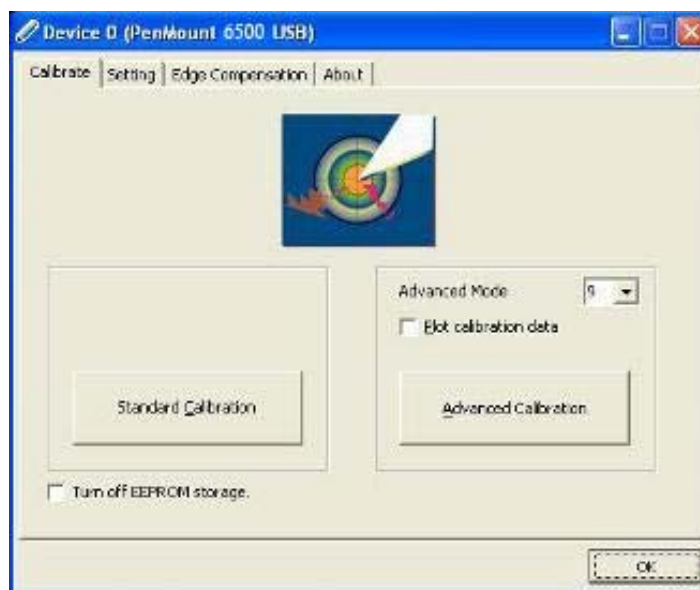 Device 0 (PenMount 6500 USB)
Calibrate Setting Edge Compensation About
Advanced Mode 9
Plot calibration data
Standard Calibration
Advanced Calibration
Turn off EEPROM storage.
OK